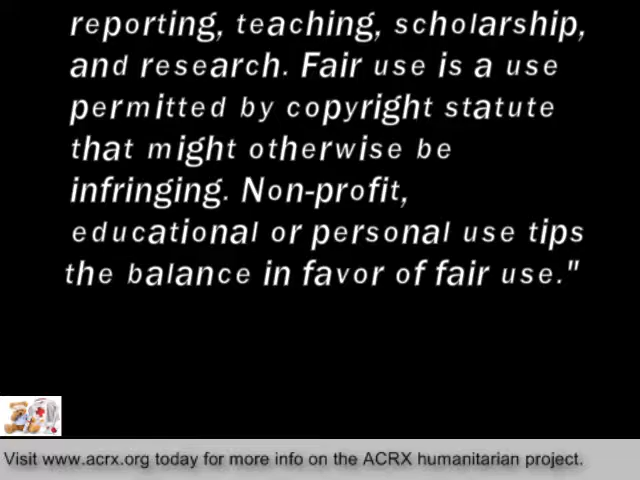 reporting, teaching, scholarship,
and research. Fair use is a use
permitted by copyright statute
that might otherwise be
infringing. Non-profit,
educational or personal use tips
the balance in favor of fair use."
Visit www.acrx.org today for more info on the ACRX humanitarian project.